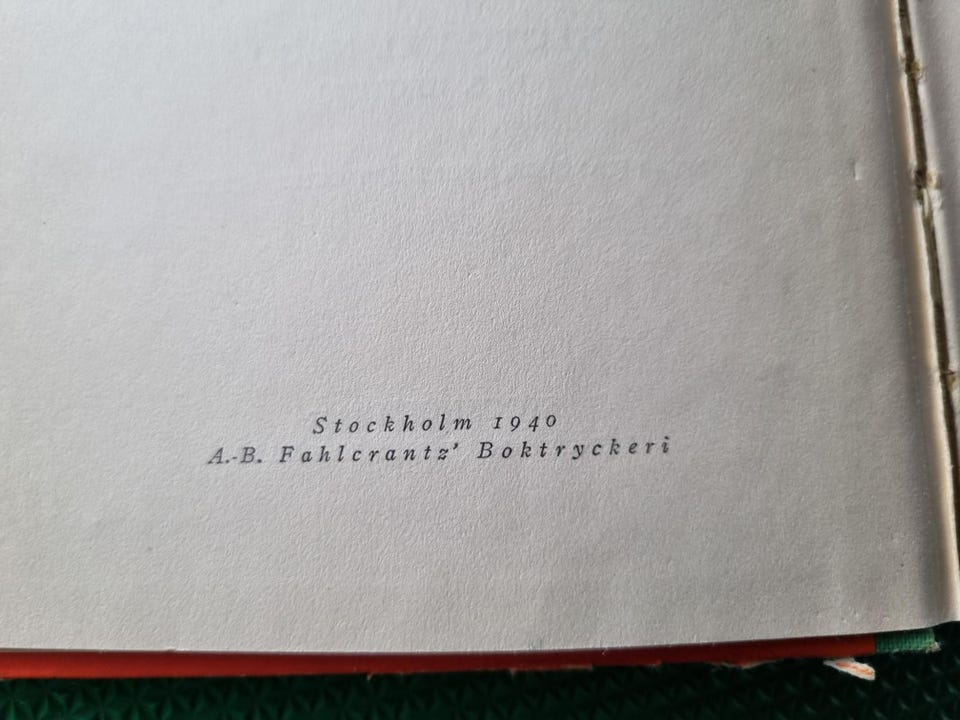 Stockholm 1940
A.-B. Fahlcrantz' Boktryckeri